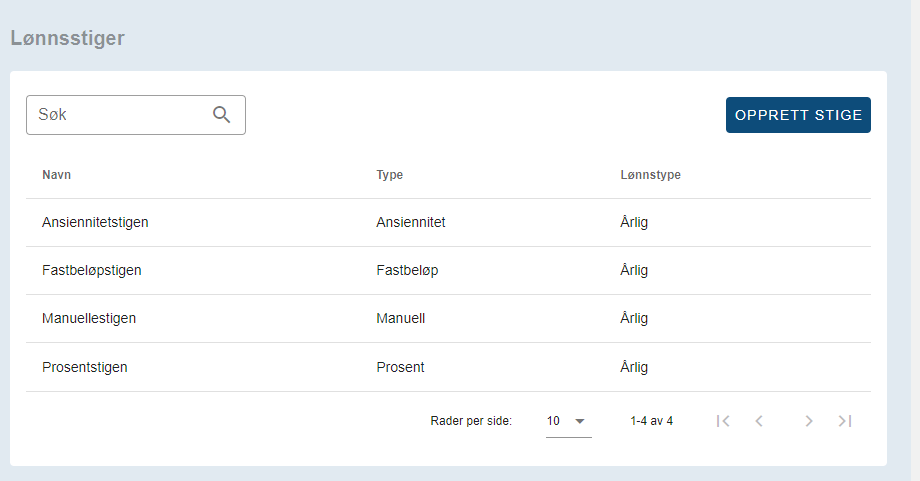 Lønnsstiger
Søk
OPPRETT STIGE
Navn Type Lønnstype
Ansiennitetstigen Ansiennitet Årlig
Fastbeløpstigen Fastbeløp Årlig
Manuellestigen Manuell Årlig
Prosentstigen Prosent Årlig
Rader per side: 10 1-4 av 4